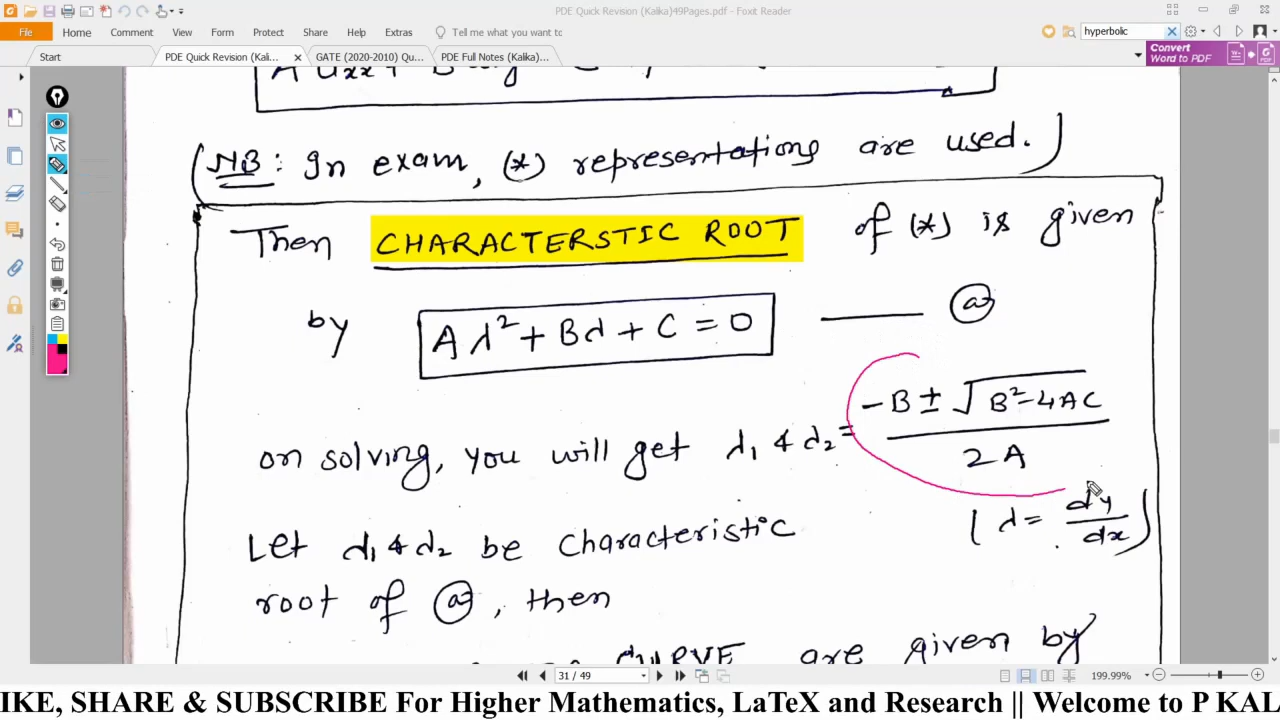 PDE Quick Revision (Kalika)49Pages.pdf - Foxit Reader
File Home Comment View Form Protect Share Help Extras Tell me what you want to hyperbolic
Start PDE Quick Revision (Kali... × GATE (2020-2010) Qu... PDE Full Notes (Kalika)...
Convert
Word to PDF
(NB: In exam, (*) representations are used.)
Then CHARACTERSTIC ROOT of (*) is given
by Aλ² + Bλ + C = 0 ——— @
on solving, you will get λ1 & λ2 = -B ± √B²-4AC / 2A
(λ = dy/dx)
Let λ1 & λ2 be characteristic
root of @, then
CURVE are given by
31 / 49 199.99%
IKE, SHARE & SUBSCRIBE For Higher Mathematics, LaTeX and Research || Welcome to P KAL